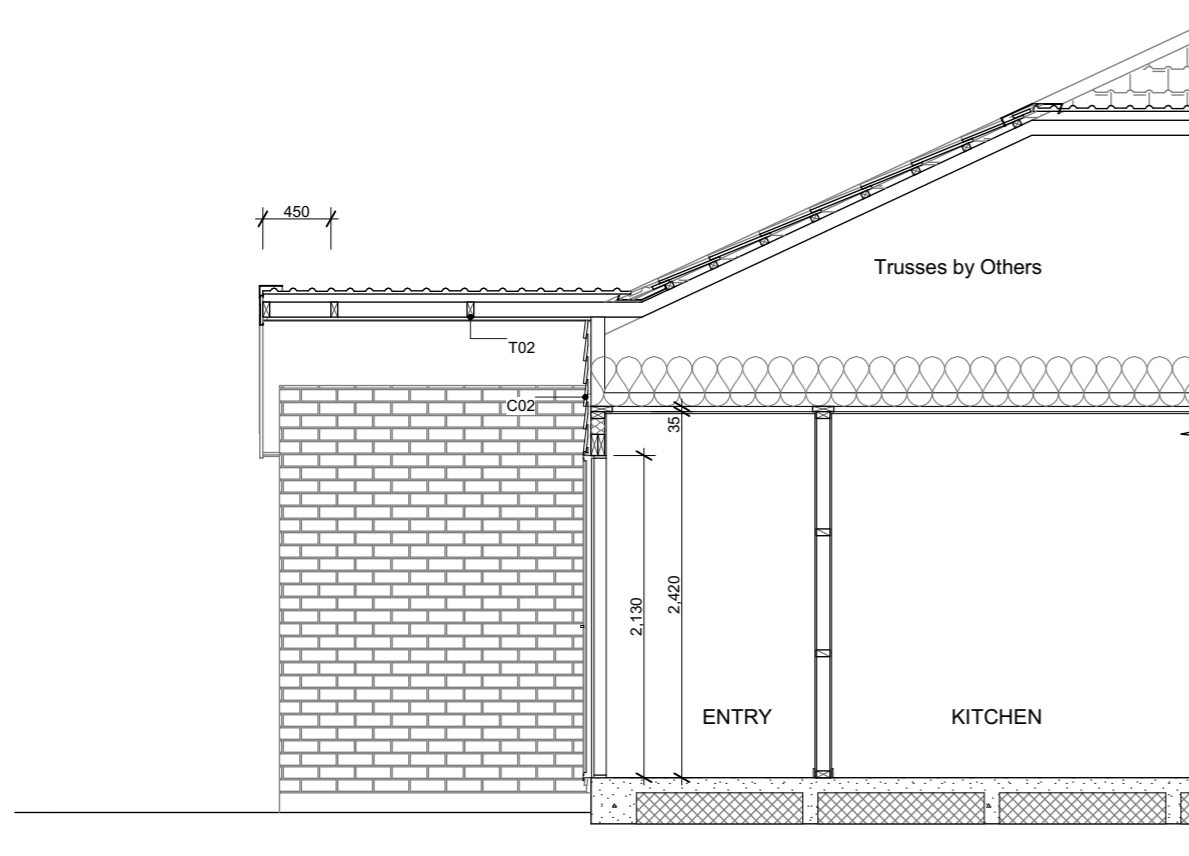 450
Trusses by Others
T02
C02
35
2,130
2,420
ENTRY
KITCHEN